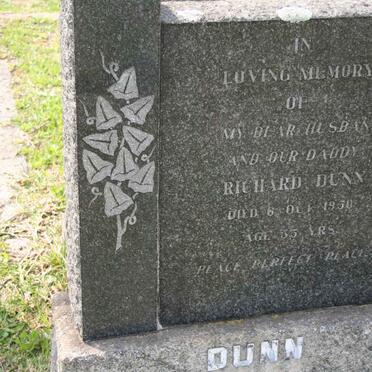 IN
LOVING MEMORY
OF
MY DEAR HUSBAN
AND OUR DADDY
RICHARD DUNN
DIED 6 OCT. 1950
AGE 55 YRS.
PEACE PERFECT PEACE
DUNN